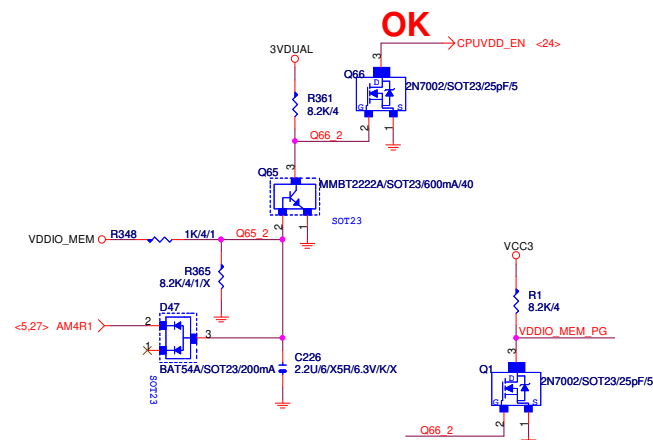 OK
3VDUAL
CPUVDD_EN <24>
3
Q66
D
2N7002/SOT23/25pF/5
G
S
R361
8.2K/4
2
1
Q66_2
3
Q65
MMBT2222A/SOT23/600mA/40
SOT23
2
1
VDDIO_MEM
R348
1K/4/1
Q65_2
VCC3
R365
8.2K/4/1/X
R1
8.2K/4
D47
<5,27> AM4R1
2
3
1
VDDIO_MEM_PG
BAT54A/SOT23/200mA
SOT23
C226
2.2U/6/X5R/6.3V/K/X
3
Q1
D
2N7002/SOT23/25pF/5
G
S
2
1
Q66_2